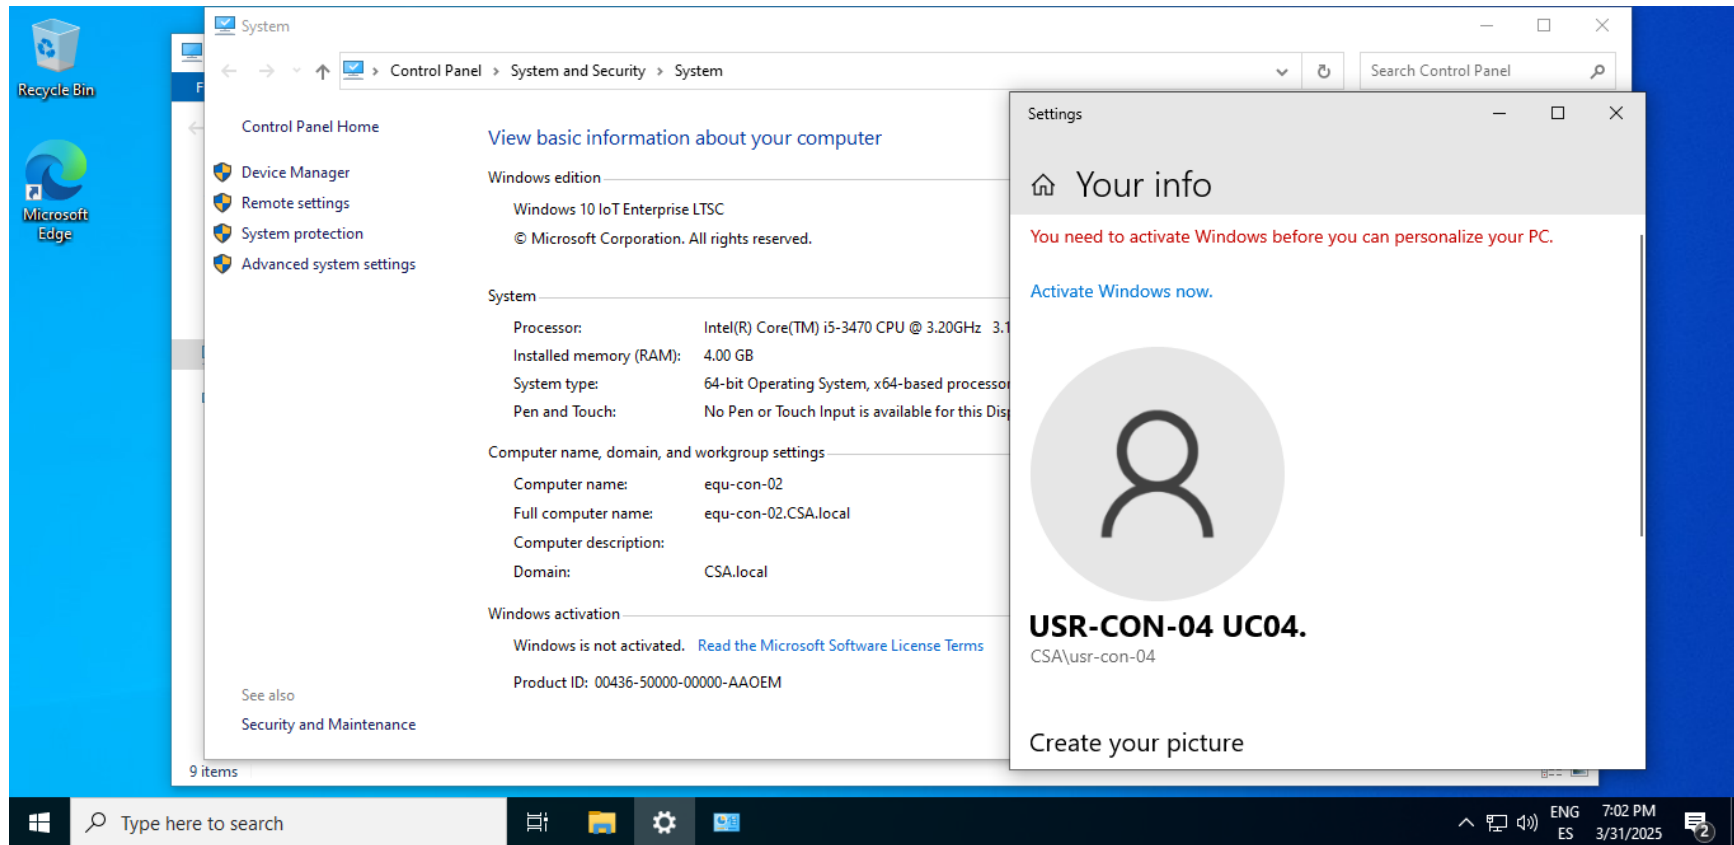 Recycle Bin
Microsoft
Edge
System
Control Panel
System and Security
System
Search Control Panel
F
Control Panel Home
Device Manager
Remote settings
System protection
Advanced system settings
See also
Security and Maintenance
View basic information about your computer
Windows edition
Windows 10 IoT Enterprise LTSC
© Microsoft Corporation. All rights reserved.
System
Processor: Intel(R) Core(TM) i5-3470 CPU @ 3.20GHz 3.1
Installed memory (RAM): 4.00 GB
System type: 64-bit Operating System, x64-based processor
Pen and Touch: No Pen or Touch Input is available for this Disp
Computer name, domain, and workgroup settings
Computer name: equ-con-02
Full computer name: equ-con-02.CSA.local
Computer description:
Domain: CSA.local
Windows activation
Windows is not activated. Read the Microsoft Software License Terms
Product ID: 00436-50000-00000-AAOEM
9 items
Settings
Your info
You need to activate Windows before you can personalize your PC.
Activate Windows now.
USR-CON-04 UC04.
CSA\usr-con-04
Create your picture
Type here to search
ENG
ES
7:02 PM
3/31/2025
2